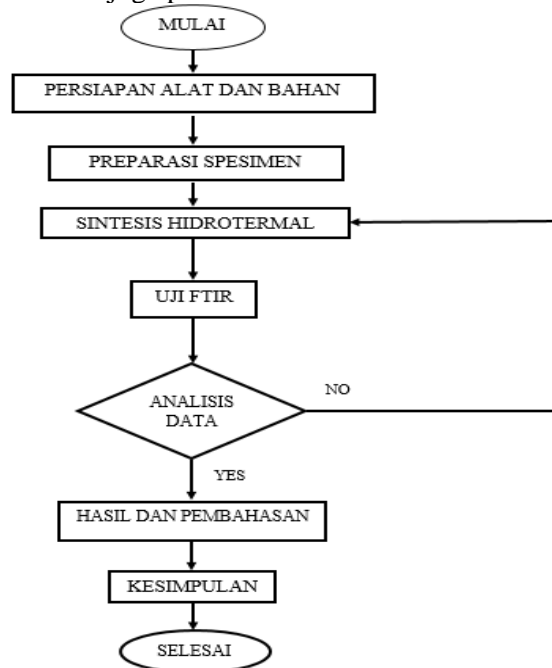 MULAI
PERSIAPAN ALAT DAN BAHAN
PREPARASI SPESIMEN
SINTESIS HIDROTERMAL
UJI FTIR
ANALISIS
DATA
NO
YES
HASIL DAN PEMBAHASAN
KESIMPULAN
SELESAI